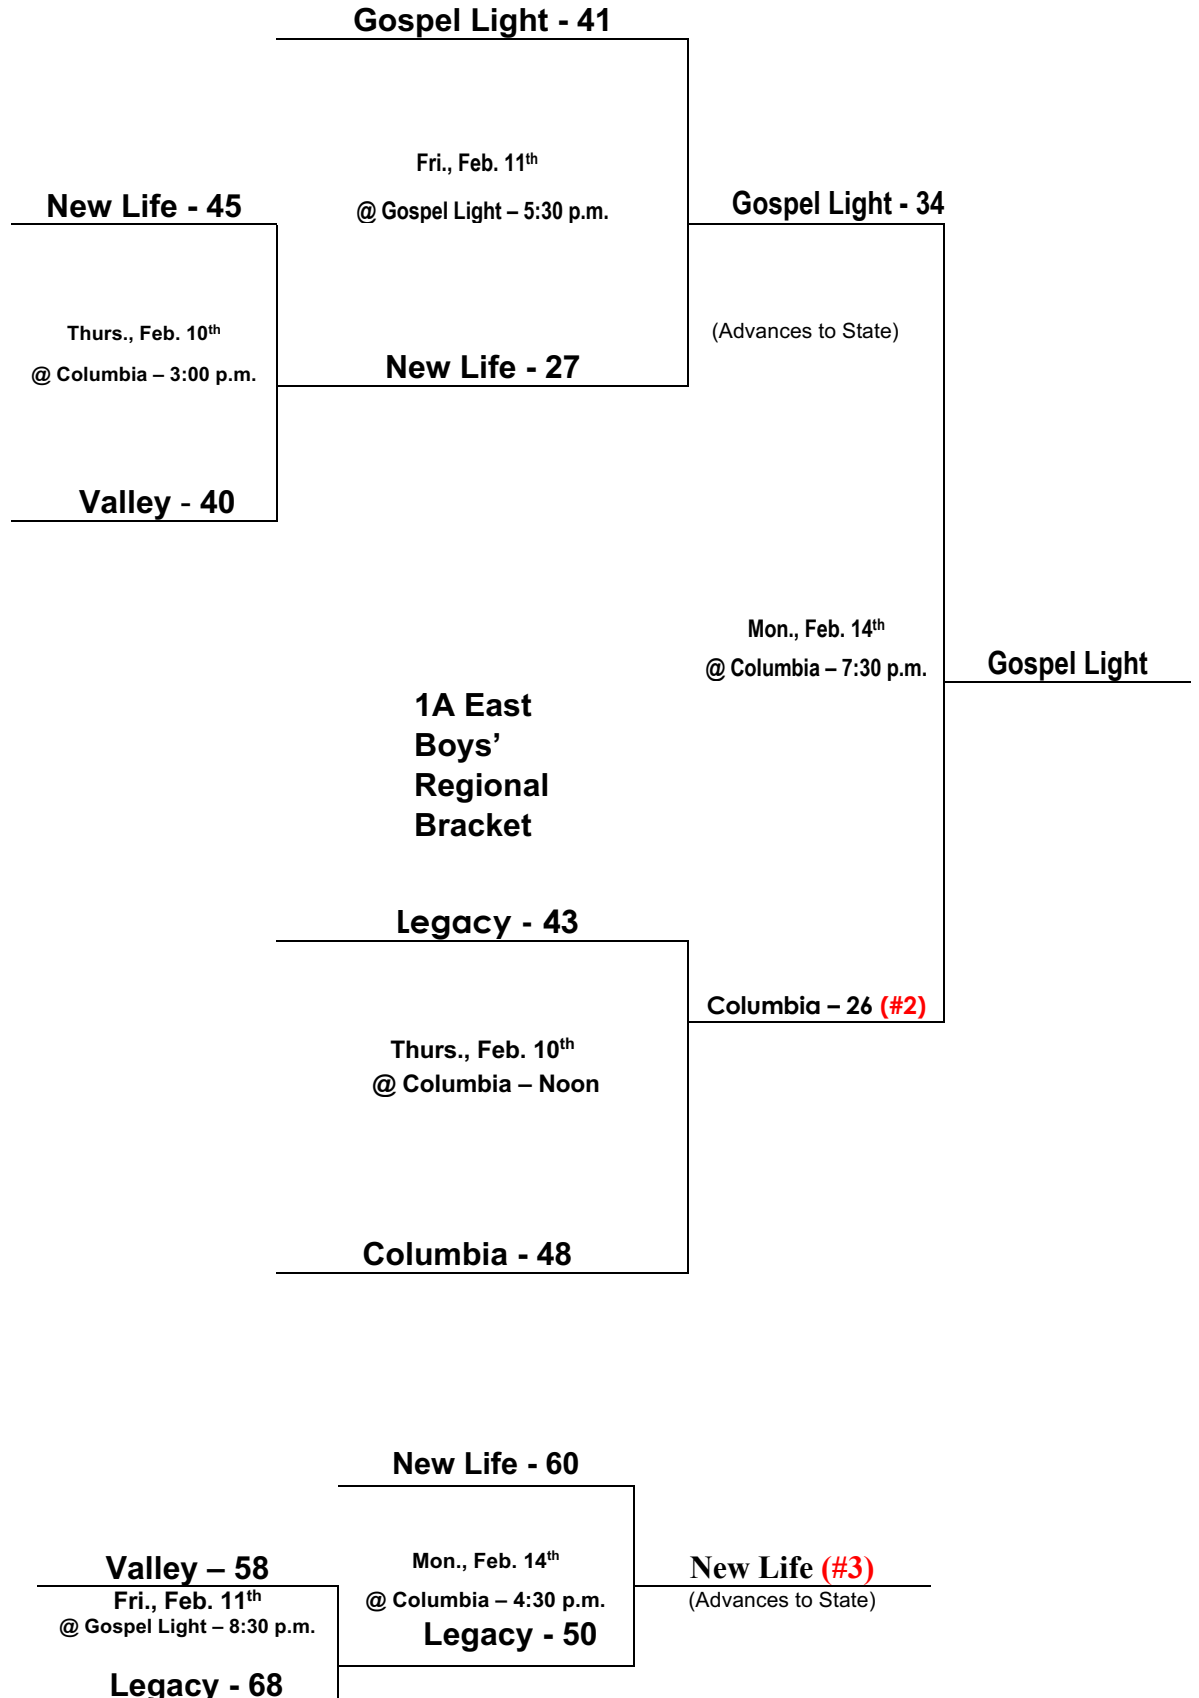 Gospel Light - 41
Fri., Feb. 11th
@ Gospel Light – 5:30 p.m.
New Life - 45
Gospel Light - 34
Thurs., Feb. 10th
@ Columbia – 3:00 p.m.
(Advances to State)
New Life - 27
Valley - 40
Mon., Feb. 14th
@ Columbia – 7:30 p.m.
Gospel Light
1A East
Boys’
Regional
Bracket
Legacy - 43
Columbia – 26 (#2)
Thurs., Feb. 10th
@ Columbia – Noon
Columbia - 48
New Life - 60
Valley – 58
Mon., Feb. 14th
New Life (#3)
Fri., Feb. 11th
@ Columbia – 4:30 p.m.
(Advances to State)
@ Gospel Light – 8:30 p.m.
Legacy - 50
Legacy - 68